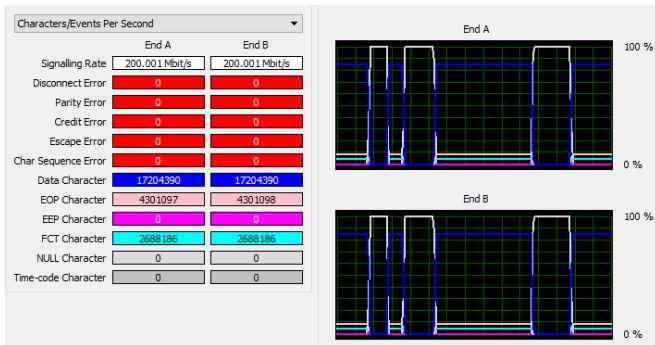 Characters/Events Per Second
End A End B
Signalling Rate 200.001 Mbit/s 200.001 Mbit/s
Disconnect Error 0 0
Parity Error 0 0
Credit Error 0 0
Escape Error 0 0
Char Sequence Error 0 0
Data Character 17204390 17204390
EOP Character 4301097 4301098
EEP Character 0 0
FCT Character 2688186 2688186
NULL Character 0 0
Time-code Character 0 0
End A
100 %
0 %
End B
100 %
0 %